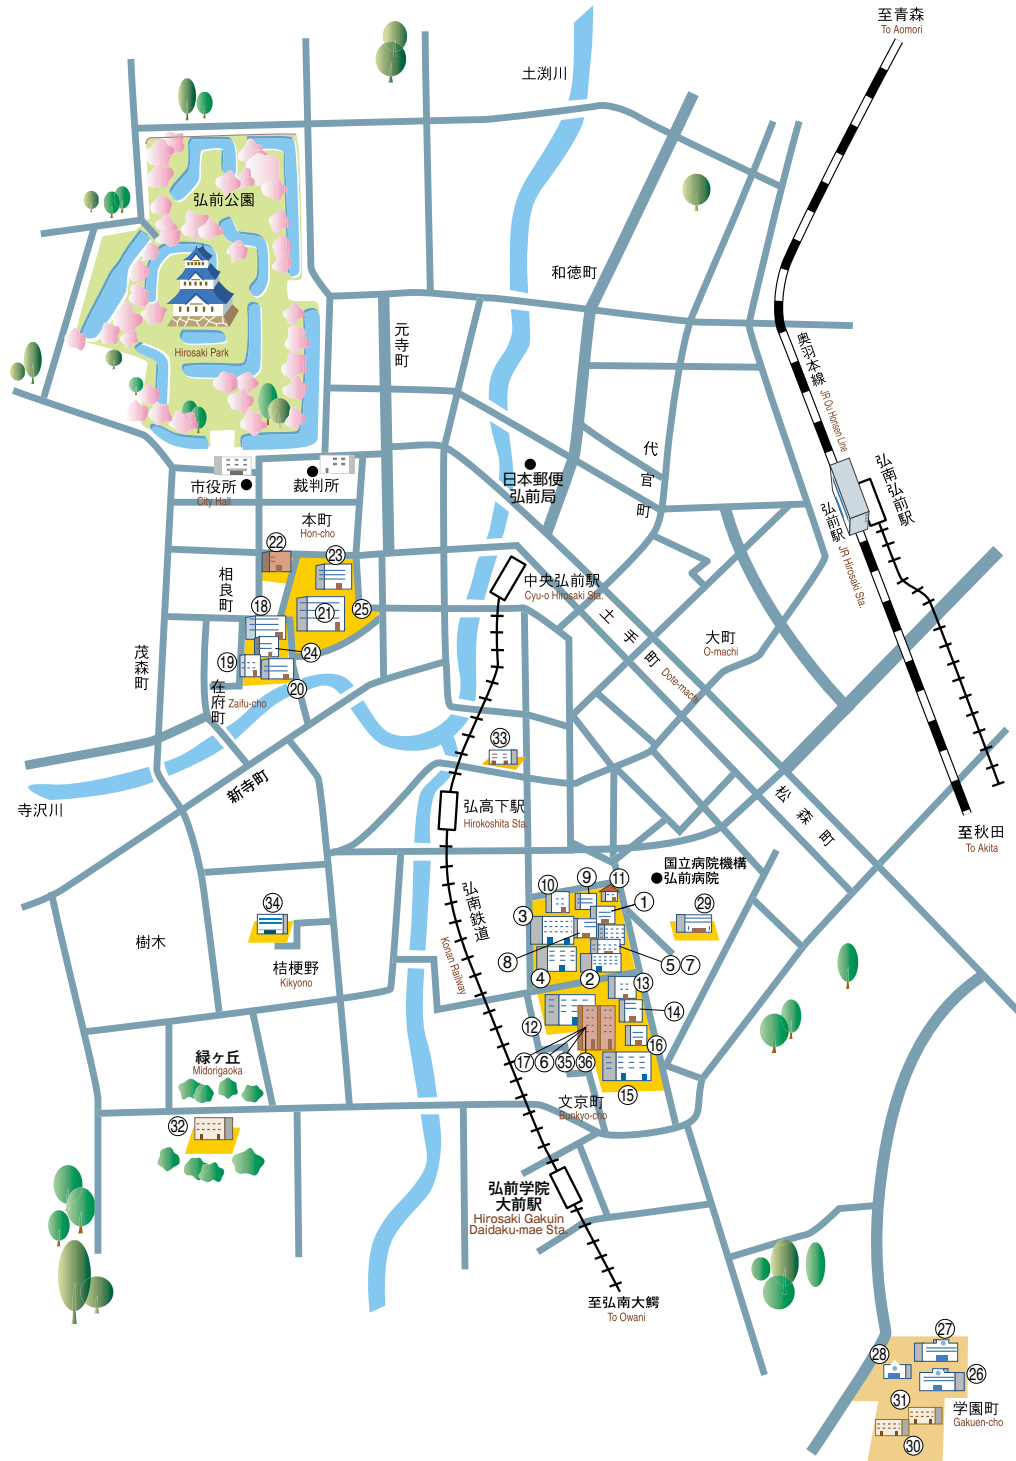 至青森
To Aomori
土渕川
弘前公園
和徳町
Hirosaki Park
元寺町
奥羽本線
JR Ou Honsen Line
代官町
弘南弘前駅
弘前駅
JR Hirosaki Sta.
日本郵便
弘前局
市役所
City Hall
裁判所
本町
Hon-cho
㉒
㉓
相良町
⑱
㉑
㉕
中央弘前駅
Cyu-o Hirosaki Sta.
土手町
Dote-machi
大町
O-machi
茂森町
⑲
㉔
⑳
在府町
Zaifu-cho
㉝
新寺町
寺沢川
弘高下駅
Hirokoshita Sta.
松森町
至秋田
To Akita
国立病院機構
弘前病院
弘南鉄道
Konan Railway
⑩
⑨
⑪
③
①
㉙
⑧
④
②
⑤
⑦
㉞
樹木
桔梗野
Kikyono
⑬
⑭
⑫
⑯
⑰
⑥
㉟
㊱
⑮
緑ヶ丘
Midorigaoka
㉜
文京町
Bunkyo-cho
弘前学院
大前駅
Hirosaki Gakuin
Daidaku-mae Sta.
至弘南大鰐
To Owani
㉗
㉘
㉖
㉛
㉚
学園町
Gakuen-cho